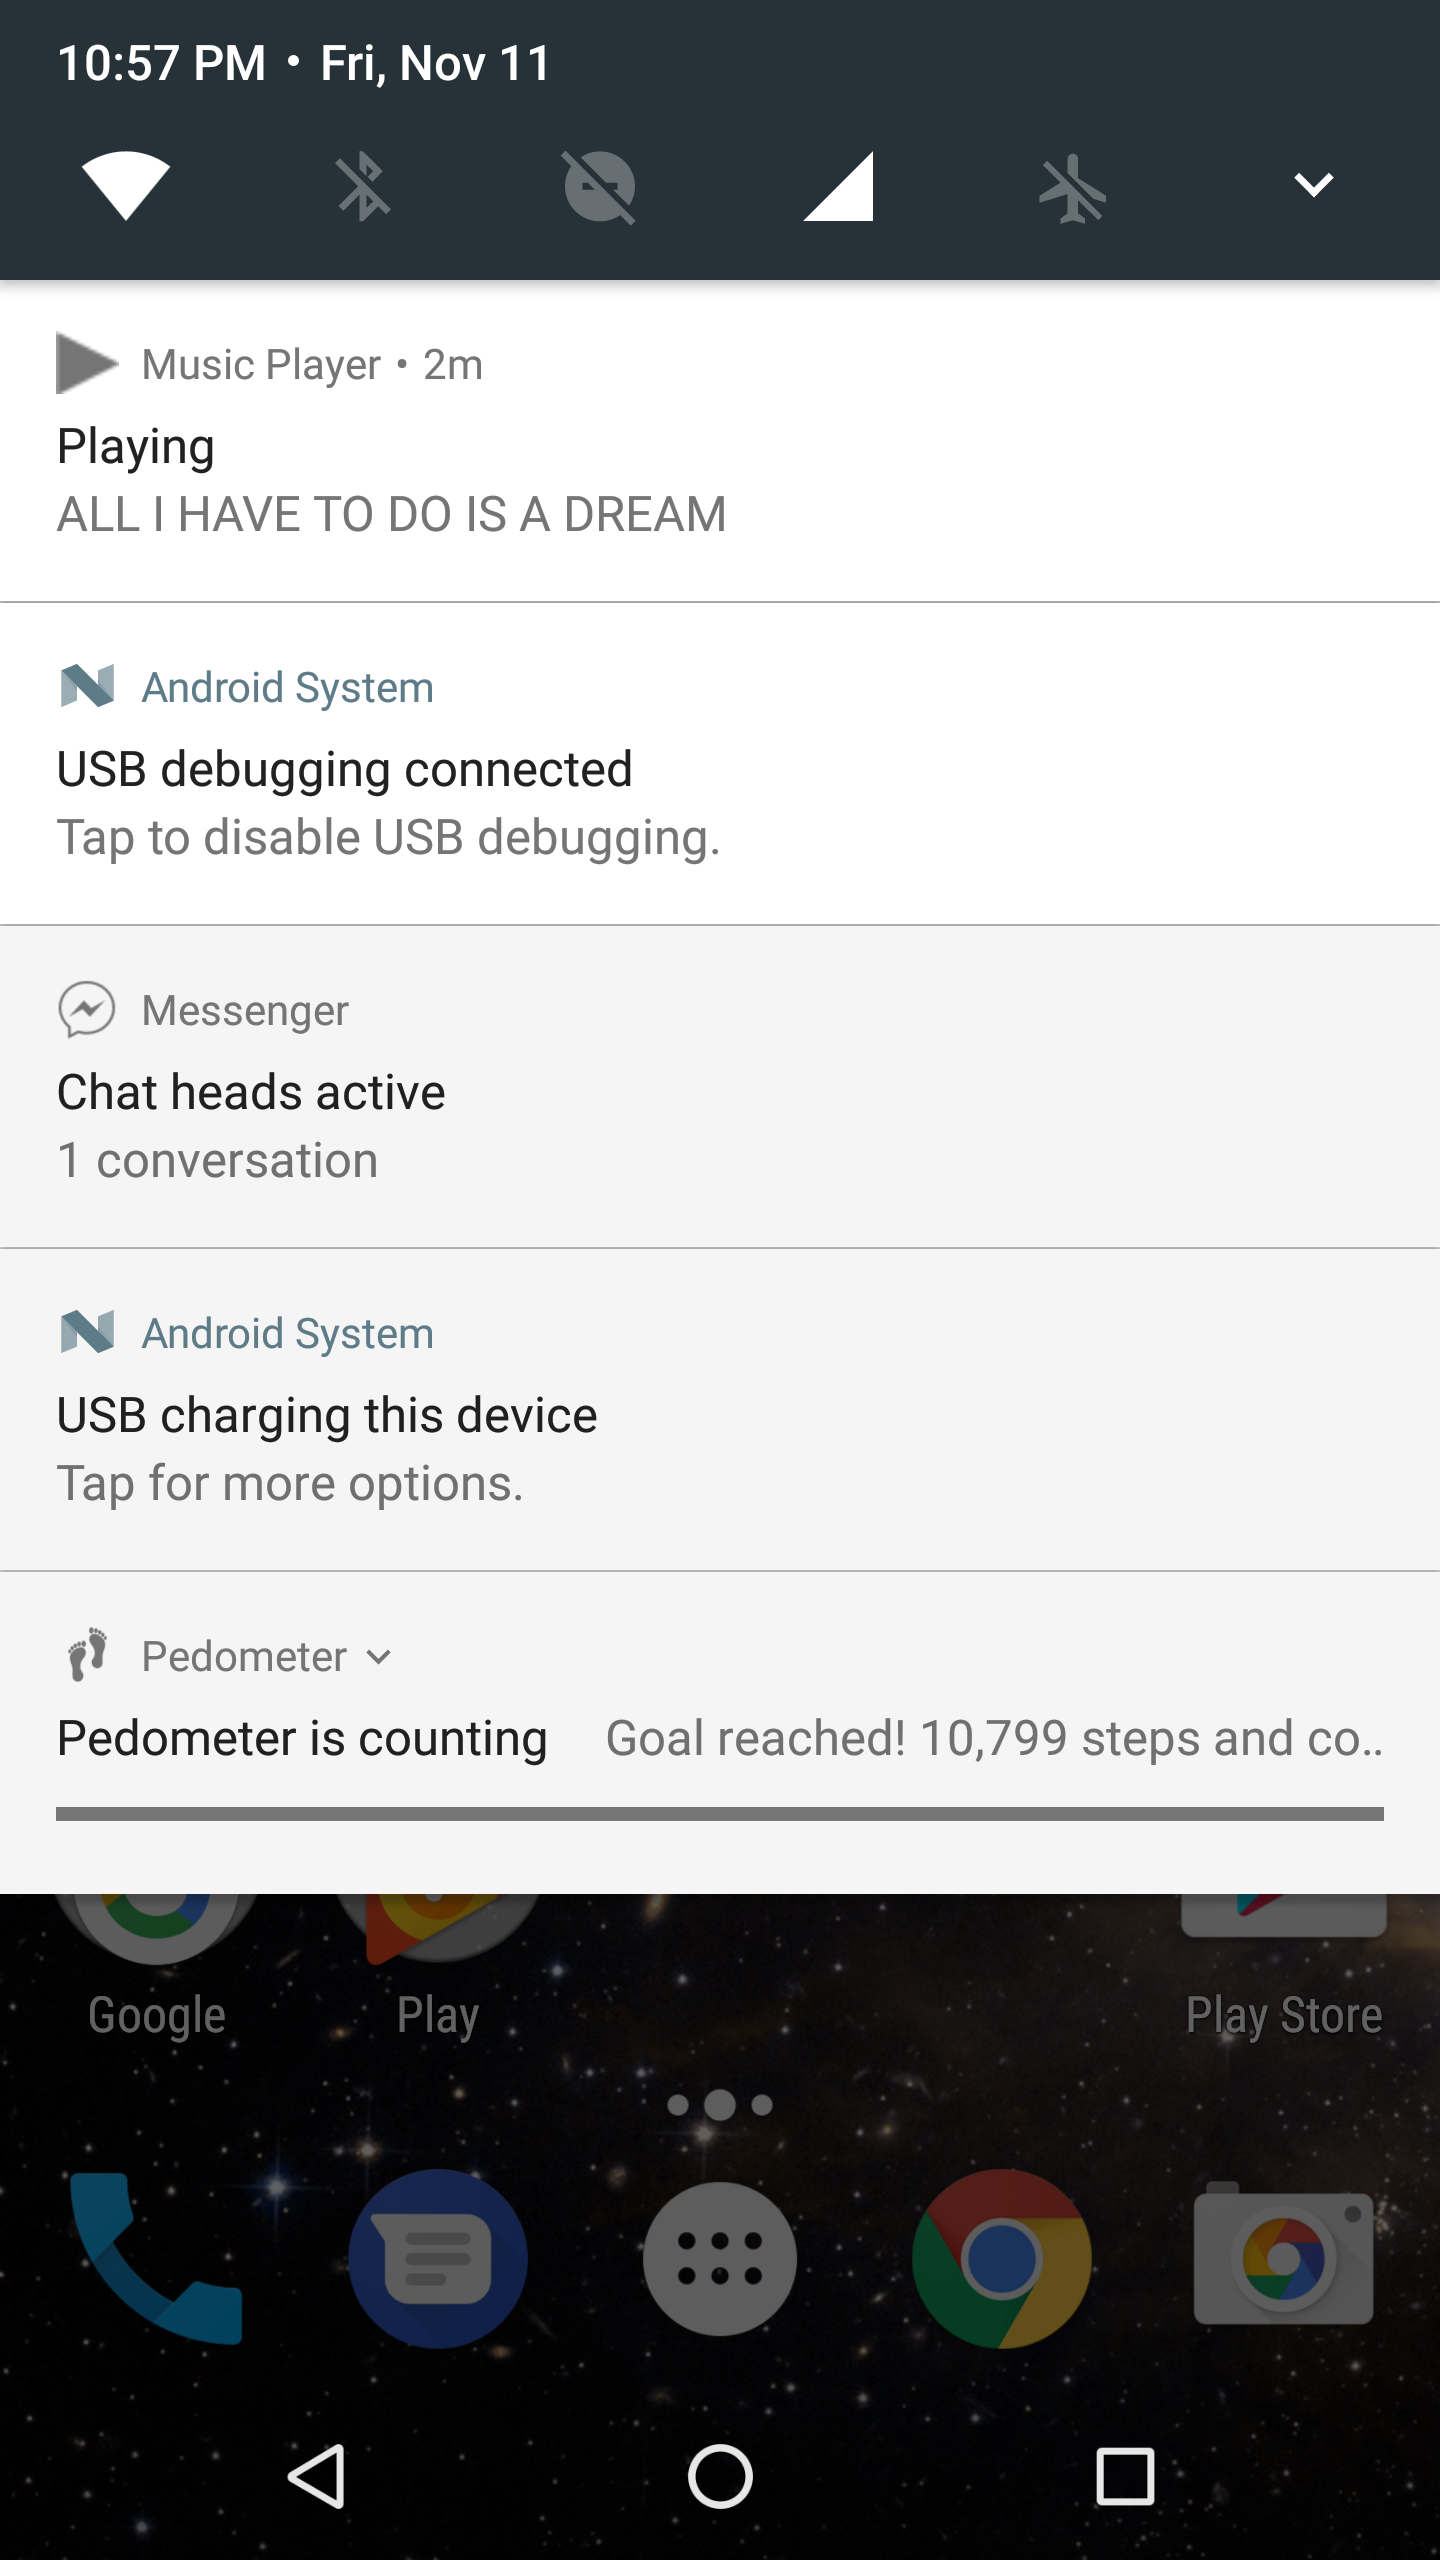 10:57 PM • Fri, Nov 11
Music Player • 2m
Playing
ALL I HAVE TO DO IS A DREAM
Android System
USB debugging connected
Tap to disable USB debugging.
Messenger
Chat heads active
1 conversation
Android System
USB charging this device
Tap for more options.
Pedometer
Pedometer is counting Goal reached! 10,799 steps and co..
Google Play Play Store